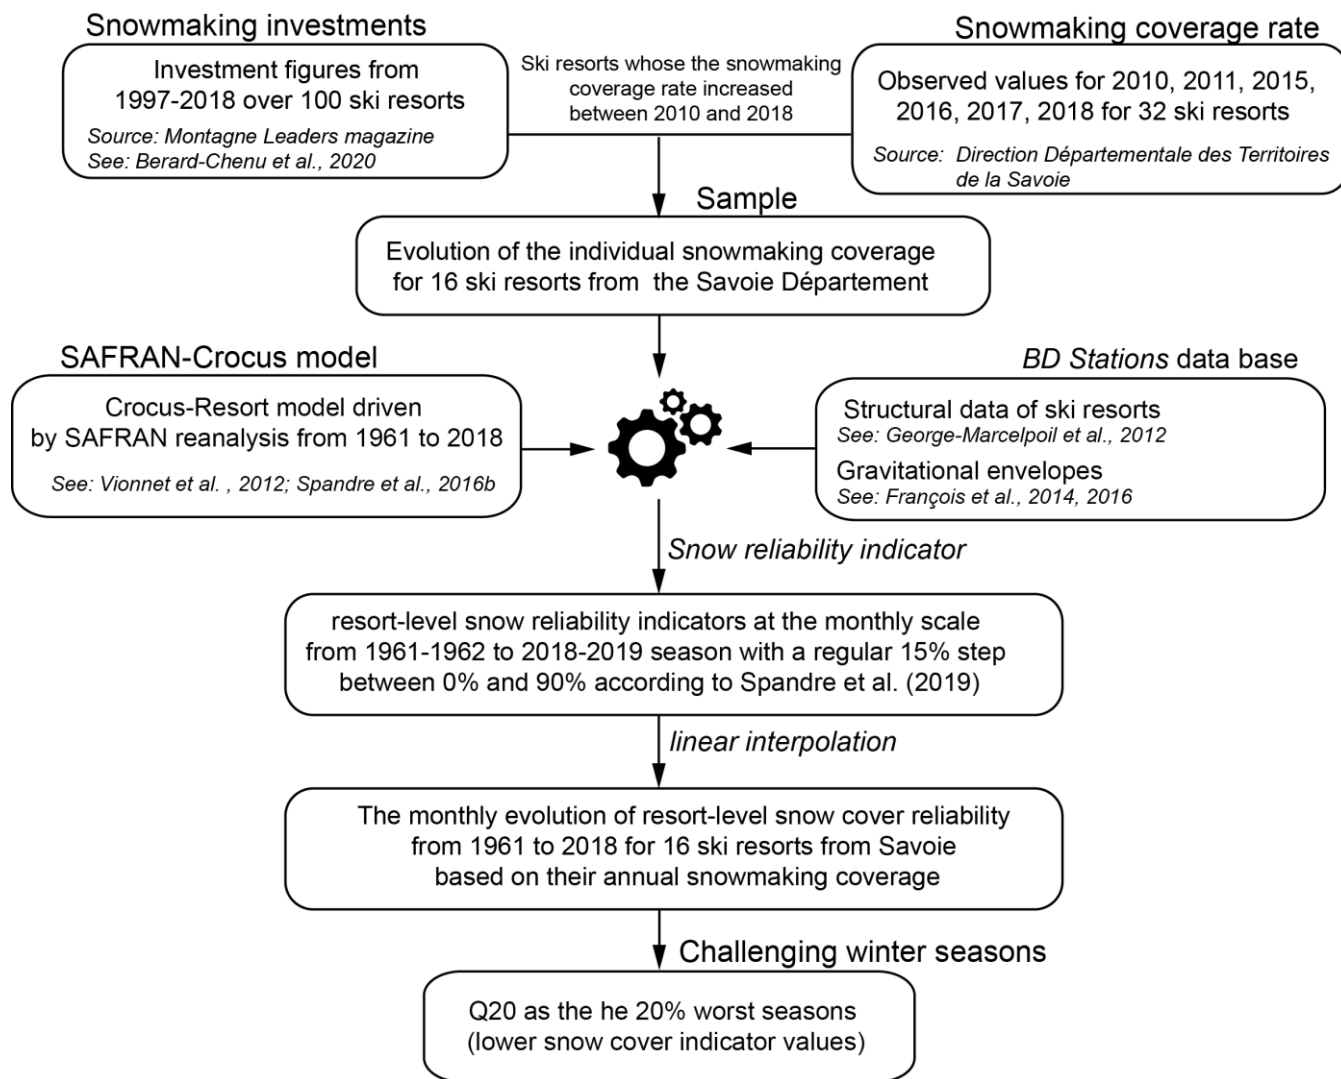 Snowmaking investments
Investment figures from
1997-2018 over 100 ski resorts
Source: Montagne Leaders magazine
See: Berard-Chenu et al., 2020
Ski resorts whose the snowmaking
coverage rate increased
between 2010 and 2018
Snowmaking coverage rate
Observed values for 2010, 2011, 2015,
2016, 2017, 2018 for 32 ski resorts
Source: Direction Départementale des Territoires
de la Savoie
Sample
Evolution of the individual snowmaking coverage
for 16 ski resorts from the Savoie Département
SAFRAN-Crocus model
Crocus-Resort model driven
by SAFRAN reanalysis from 1961 to 2018
See: Vionnet et al. , 2012; Spandre et al., 2016b
BD Stations data base
Structural data of ski resorts
See: George-Marcelpoil et al., 2012
Gravitational envelopes
See: François et al., 2014, 2016
Snow reliability indicator
resort-level snow reliability indicators at the monthly scale
from 1961-1962 to 2018-2019 season with a regular 15% step
between 0% and 90% according to Spandre et al. (2019)
linear interpolation
The monthly evolution of resort-level snow cover reliability
from 1961 to 2018 for 16 ski resorts from Savoie
based on their annual snowmaking coverage
Challenging winter seasons
Q20 as the he 20% worst seasons
(lower snow cover indicator values)